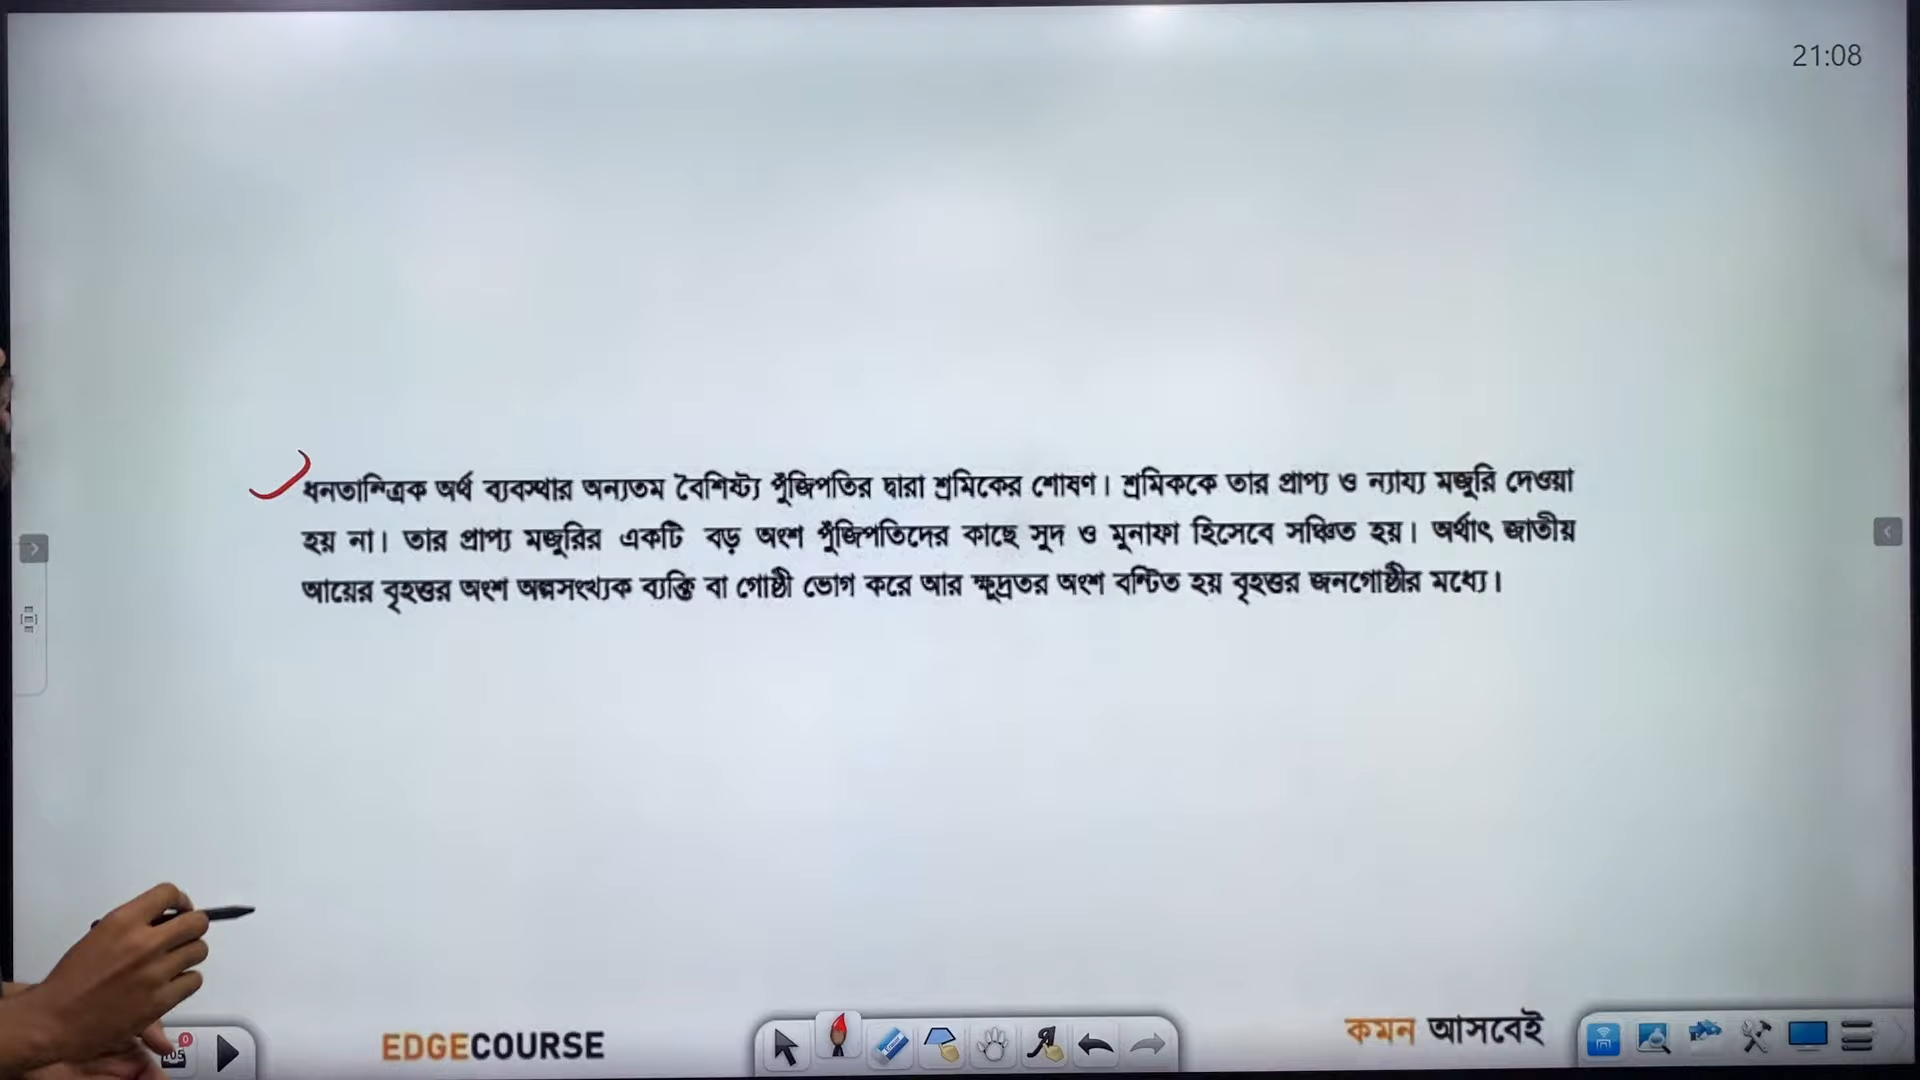 21:08
ধনতান্ত্রিক অর্থ ব্যবস্থার অন্যতম বৈশিষ্ট্য পুঁজিপতির দ্বারা শ্রমিকের শোষণ। শ্রমিককে তার প্রাপ্য ও ন্যায্য মজুরি দেওয়া
হয় না। তার প্রাপ্য মজুরির একটি বড় অংশ পুঁজিপতিদের কাছে সুদ ও মুনাফা হিসেবে সঞ্চিত হয়। অর্থাৎ জাতীয়
আয়ের বৃহত্তর অংশ অল্পসংখ্যক ব্যক্তি বা গোষ্ঠী ভোগ করে আর ক্ষুদ্রতর অংশ বণ্টিত হয় বৃহত্তর জনগোষ্ঠীর মধ্যে।
EDGECOURSE
কমন আসবেই